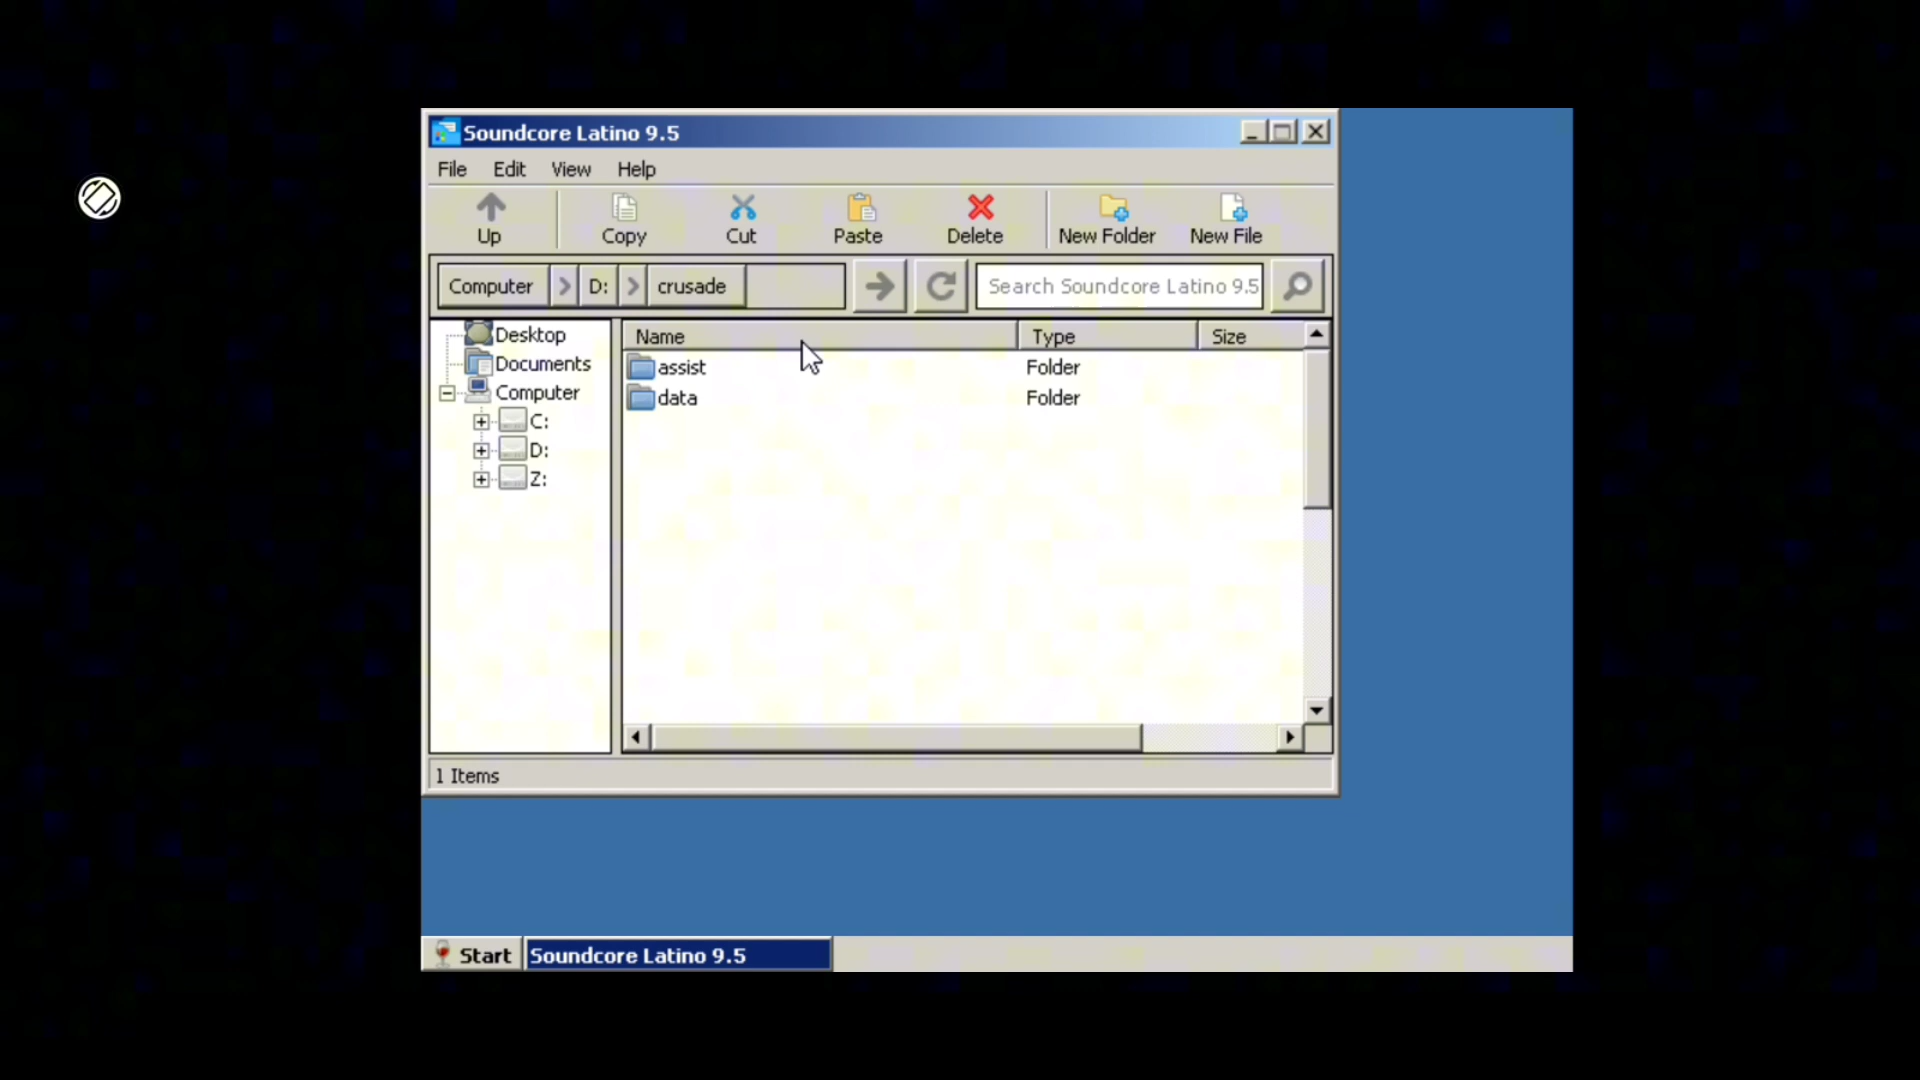 Soundcore Latino 9.5
File Edit View Help
Up Copy Cut Paste Delete New Folder New File
Computer D: crusade Search Soundcore Latino 9.5
Desktop
Documents
Computer
C:
D:
Z:
Name Type Size
assist Folder
data Folder
1 Items
Start Soundcore Latino 9.5